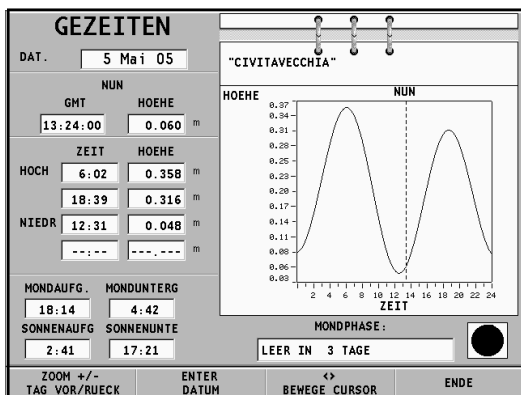 GEZEITEN
DAT. 5 Mai 05
NUN
GMT HOEHE
13:24:00 0.060 m
ZEIT HOEHE
HOCH 6:02 0.358 m
18:39 0.316 m
NIEDR 12:31 0.048 m
--:-- ---.--- m
MONDAUFG. MONDUNTERG
18:14 4:42
SONNENAUFG SONNENUNTE
2:41 17:21
"CIVITAVECCHIA"
HOEHE NUN
0.37
0.34
0.31
0.28
0.25
0.23
0.20
0.17
0.14
0.11
0.08
0.06
0.03
2 4 6 8 10 12 14 16 18 20 22 24
ZEIT
MONDPHASE:
LEER IN 3 TAGE
ZOOM +/- ENTER <>
TAG VOR/RUECK DATUM BEWEGE CURSOR ENDE